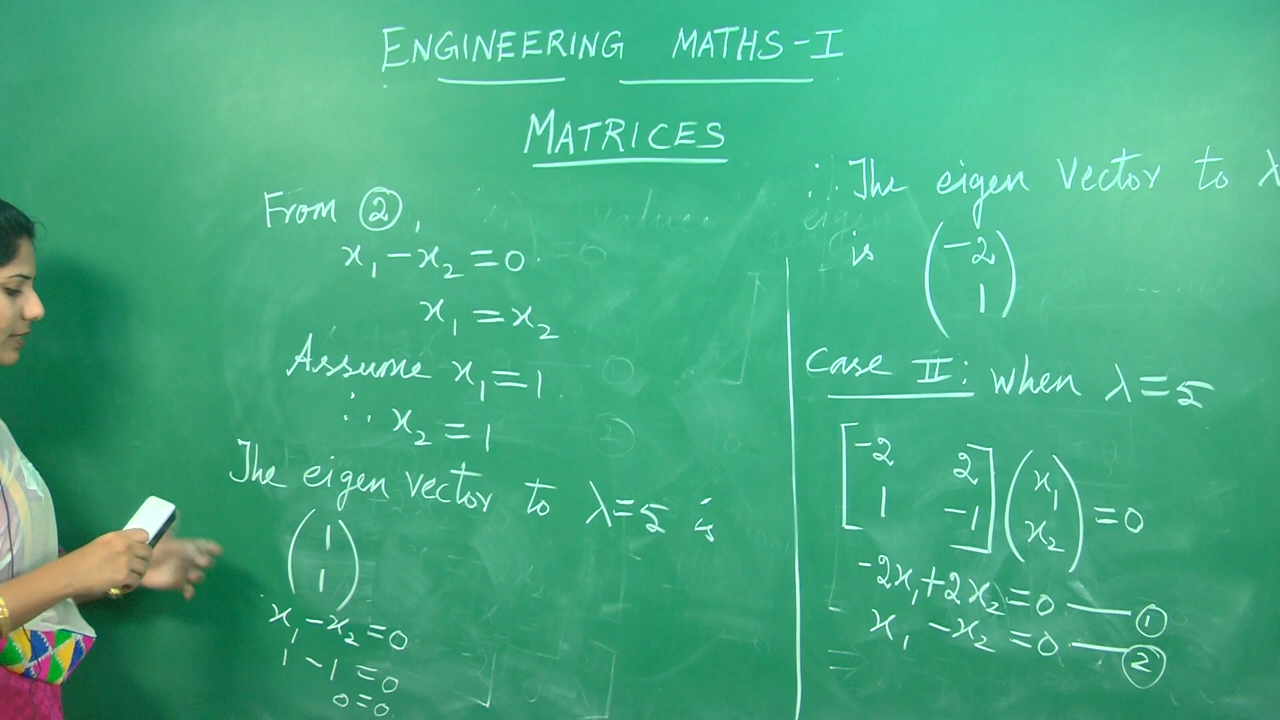 ENGINEERING MATHS-I
MATRICES
From ②,
x₁ - x₂ = 0
x₁ = x₂
Assume x₁ = 1
∴ x₂ = 1
The eigen vector to λ=5 is
(1
1)
x₁ - x₂ = 0
1 - 1 = 0
0 = 0
∴ The eigen vector to λ
is (-2
1)
Case II: when λ=5
[-2 2
1 -1] (x₁
x₂) = 0
-2x₁ + 2x₂ = 0 — ①
x₁ - x₂ = 0 — ②